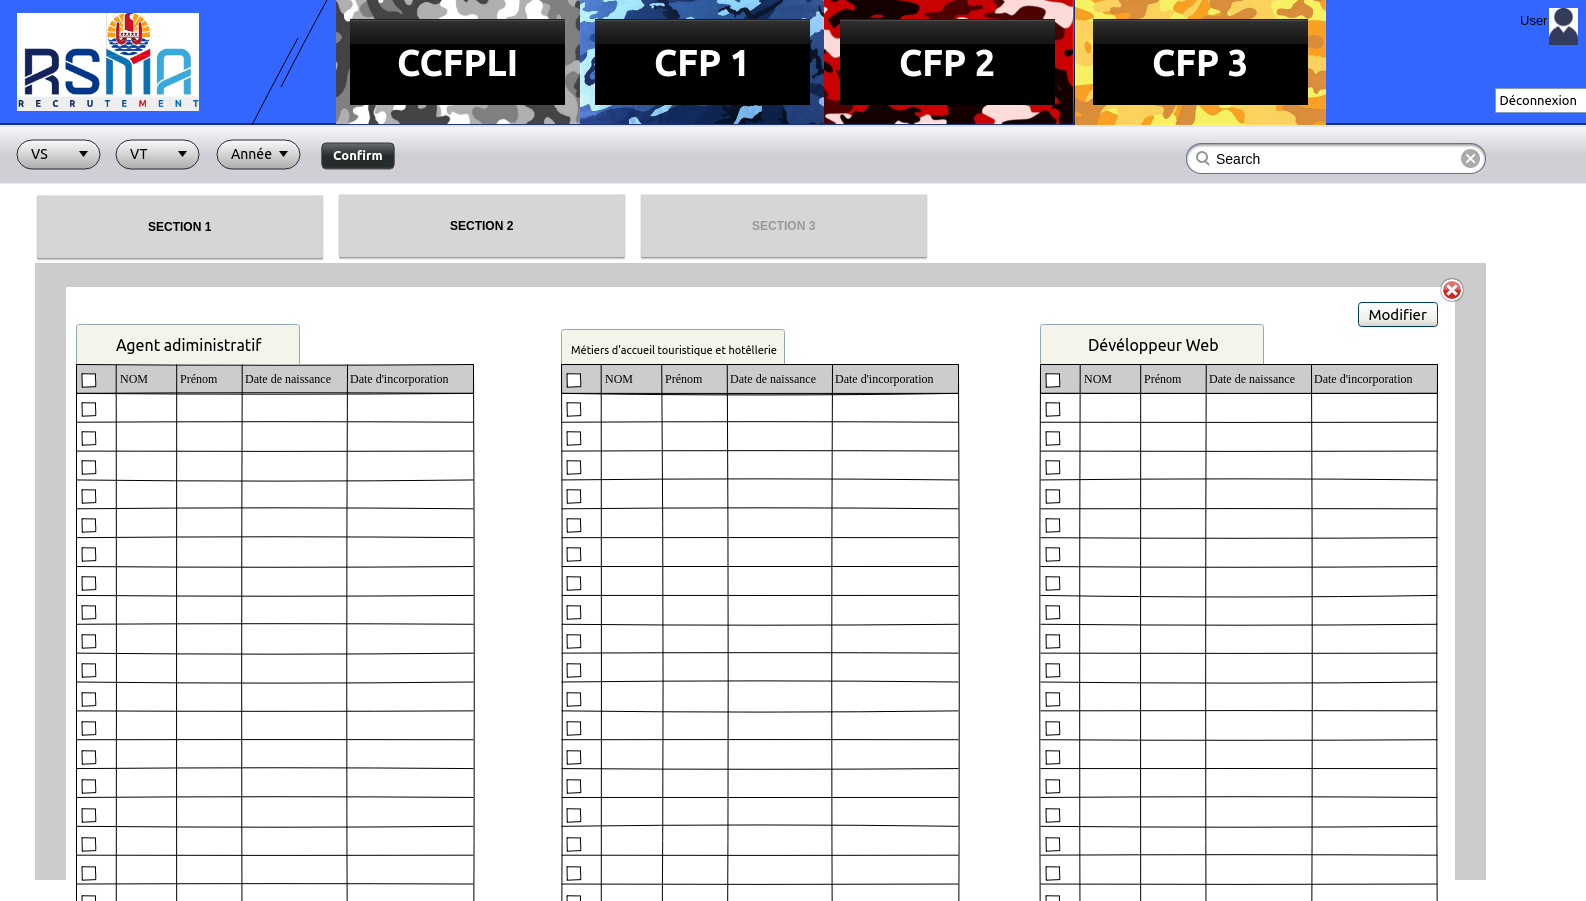 RSMA
RECRUTEMENT
CCFPLI
CFP 1
CFP 2
CFP 3
User
Déconnexion
VS
VT
Année
Confirm
Search
SECTION 1
SECTION 2
SECTION 3
Modifier
Agent adiministratif
Métiers d'accueil touristique et hotêllerie
Dévéloppeur Web
NOM Prénom Date de naissance Date d'incorporation
NOM Prénom Date de naissance Date d'incorporation
NOM Prénom Date de naissance Date d'incorporation